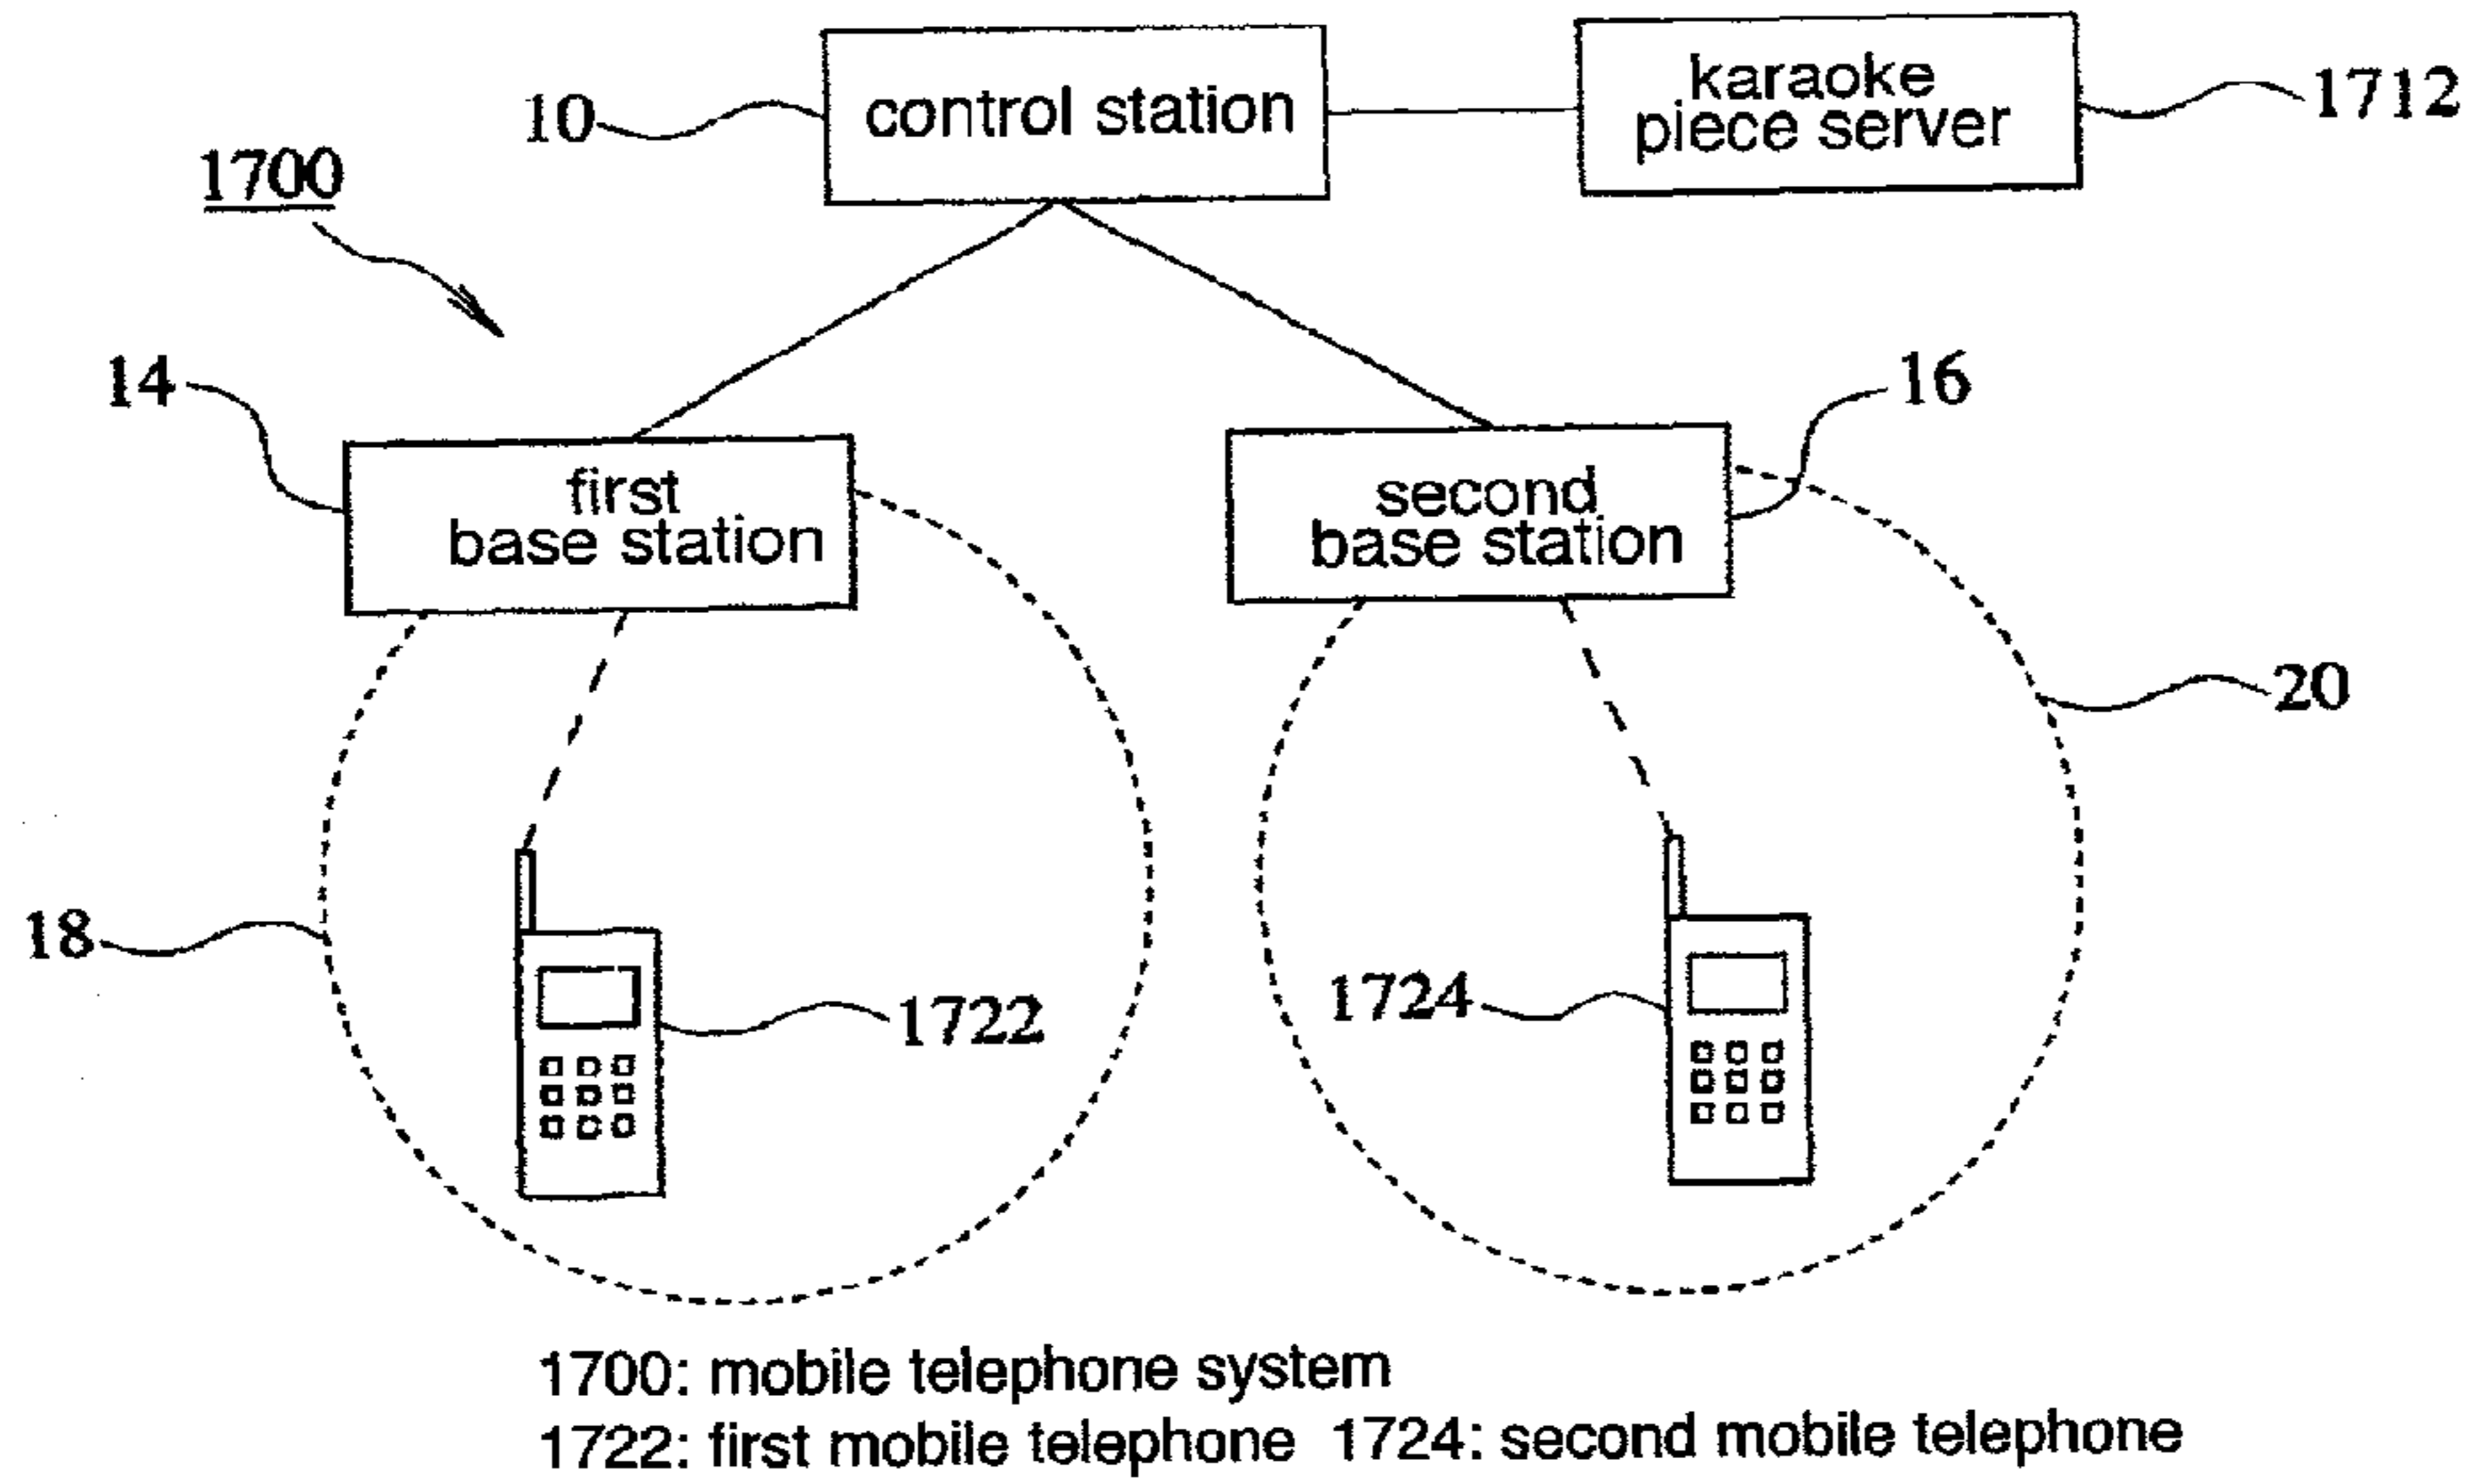 control station
karaoke
piece server
10
1712
1700
14
16
first
base station
second
base station
20
18
1722
1724
1700: mobile telephone system
1722: first mobile telephone 1724: second mobile telephone